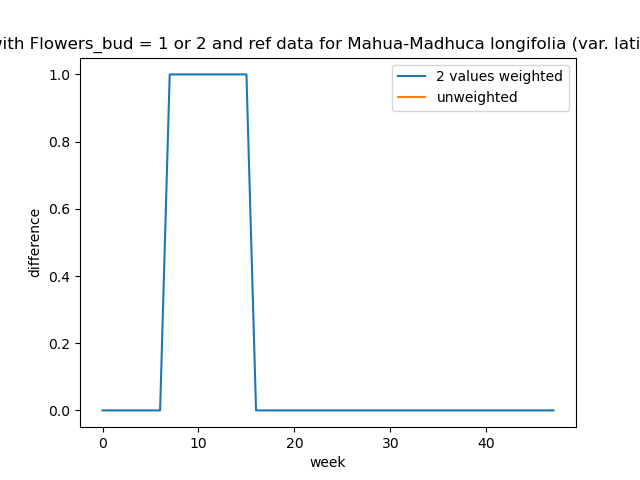 with Flowers_bud = 1 or 2 and ref data for Mahua-Madhuca longifolia (var. lati
2 values weighted
unweighted
1.0
0.8
0.6
0.4
0.2
0.0
difference
0 10 20 30 40
week